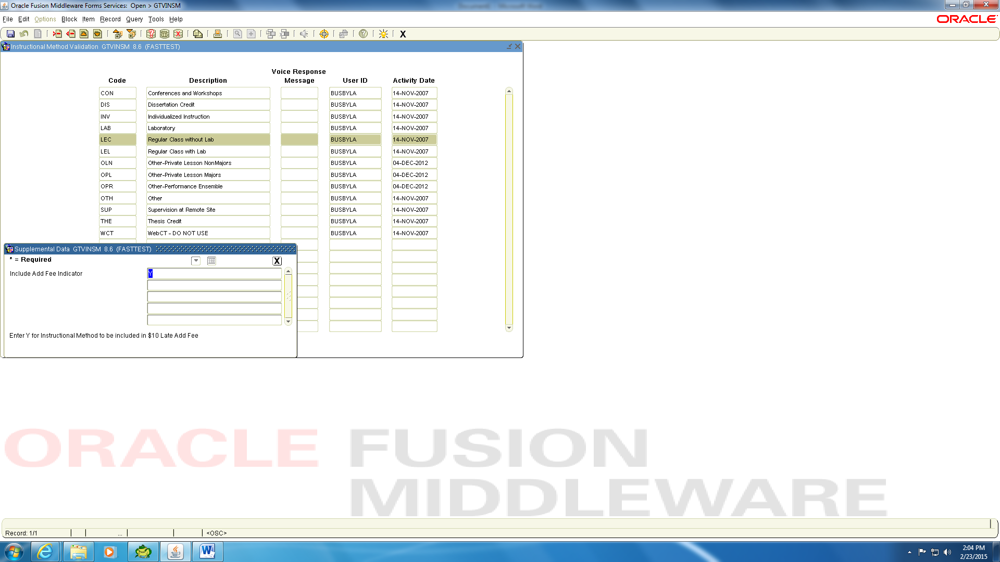 Oracle Fusion Middleware Forms Services:  Open > GTVINSM
File Edit Options Block Item Record Query Tools Help
ORACLE
Instructional Method Validation  GTVINSM  8.6  (FASTTEST)
Voice Response
Code Description Message User ID Activity Date
CON Conferences and Workshops BUSBYLA 14-NOV-2007
DIS Dissertation Credit BUSBYLA 14-NOV-2007
INV Individualized Instruction BUSBYLA 14-NOV-2007
LAB Laboratory BUSBYLA 14-NOV-2007
LEC Regular Class without Lab BUSBYLA 14-NOV-2007
LEL Regular Class with Lab BUSBYLA 14-NOV-2007
OLN Other-Private Lesson NonMajors BUSBYLA 04-DEC-2012
OPL Other-Private Lesson Majors BUSBYLA 04-DEC-2012
OPR Other-Performance Ensemble BUSBYLA 04-DEC-2012
OTH Other BUSBYLA 14-NOV-2007
SUP Supervision at Remote Site BUSBYLA 14-NOV-2007
THE Thesis Credit BUSBYLA 14-NOV-2007
WCT WebCT - DO NOT USE BUSBYLA 14-NOV-2007
Supplemental Data  GTVINSM  8.6  (FASTTEST)
* = Required
X
Include Add Fee Indicator Y
Enter Y for Instructional Method to be included in $10 Late Add Fee
ORACLE FUSION
MIDDLEWARE
Record: 1/1 ... <OSC>
2:04 PM
2/23/2015